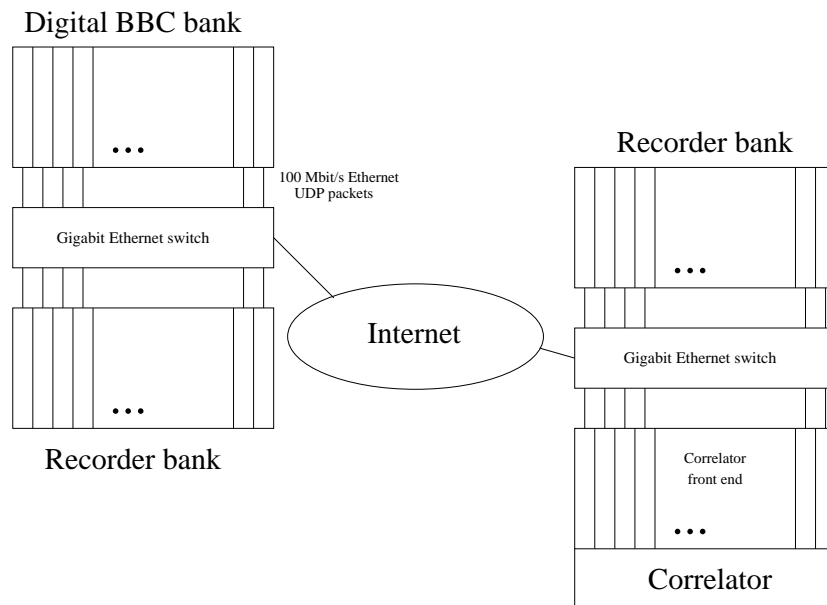 Digital BBC bank
...
100 Mbit/s Ethernet
UDP packets
Gigabit Ethernet switch
...
Recorder bank
Internet
Recorder bank
...
Gigabit Ethernet switch
Correlator
front end
...
Correlator